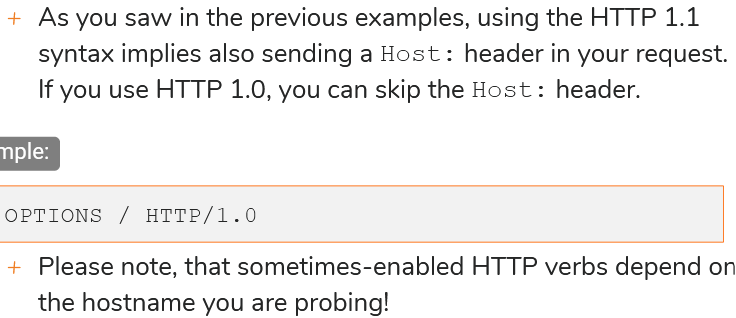 + As you saw in the previous examples, using the HTTP 1.1
syntax implies also sending a Host: header in your request.
If you use HTTP 1.0, you can skip the Host: header.
mple:
OPTIONS / HTTP/1.0
+ Please note, that sometimes-enabled HTTP verbs depend on
the hostname you are probing!